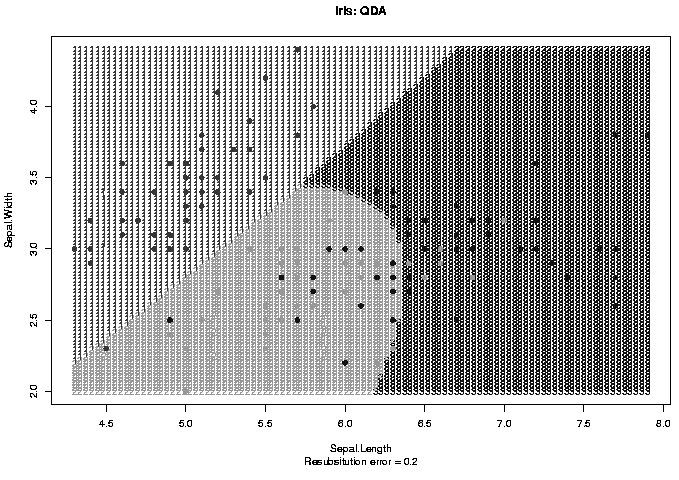 Iris: QDA
4.0
3.5
3.0
2.5
2.0
Sepal.Width
4.5 5.0 5.5 6.0 6.5 7.0 7.5 8.0
Sepal.Length
Resubsitution error = 0.2